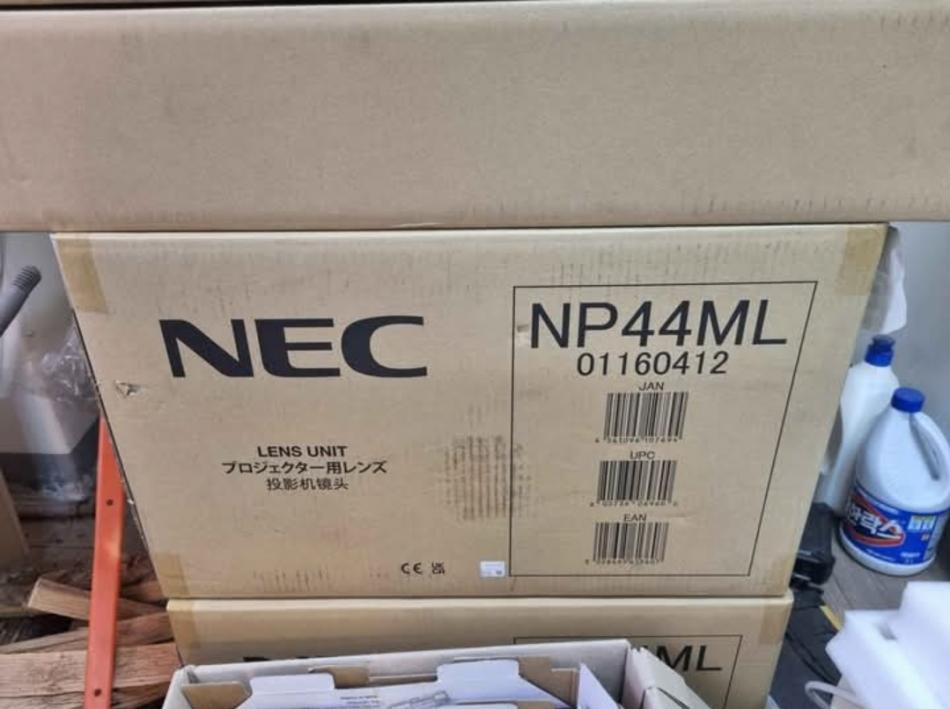 NEC
NP44ML
01160412
JAN
UPC
EAN
LENS UNIT
プロジェクター用レンズ
投影机镜头
CE
ML